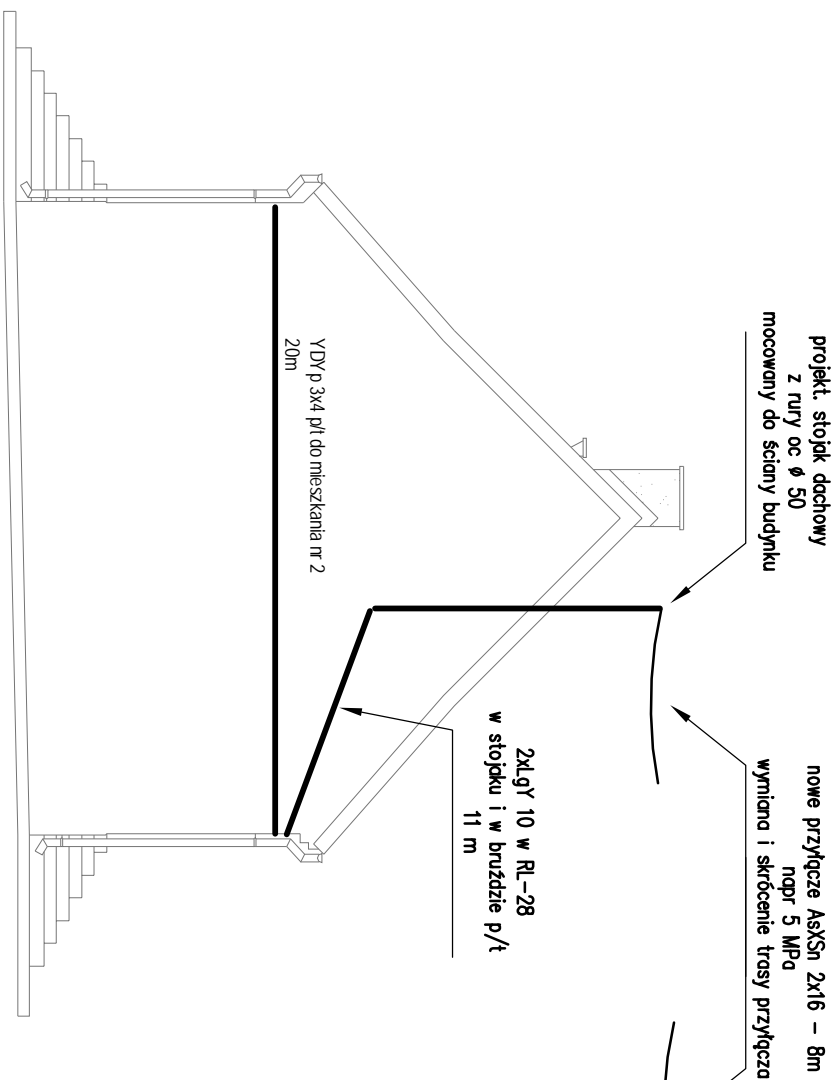 projekt. stojak dachowy
z rury oc ø 50
mocowany do ściany budynku
nowe przyłącze AsXSn 2x16 - 8m
napr 5 MPa
wymiana i skrócenie trasy przyłącza
2xLgY 10 w RL-28
w stojaku i w bruździe p/t
11 m
YDYp 3x4 p/t do mieszkania nr 2
20m